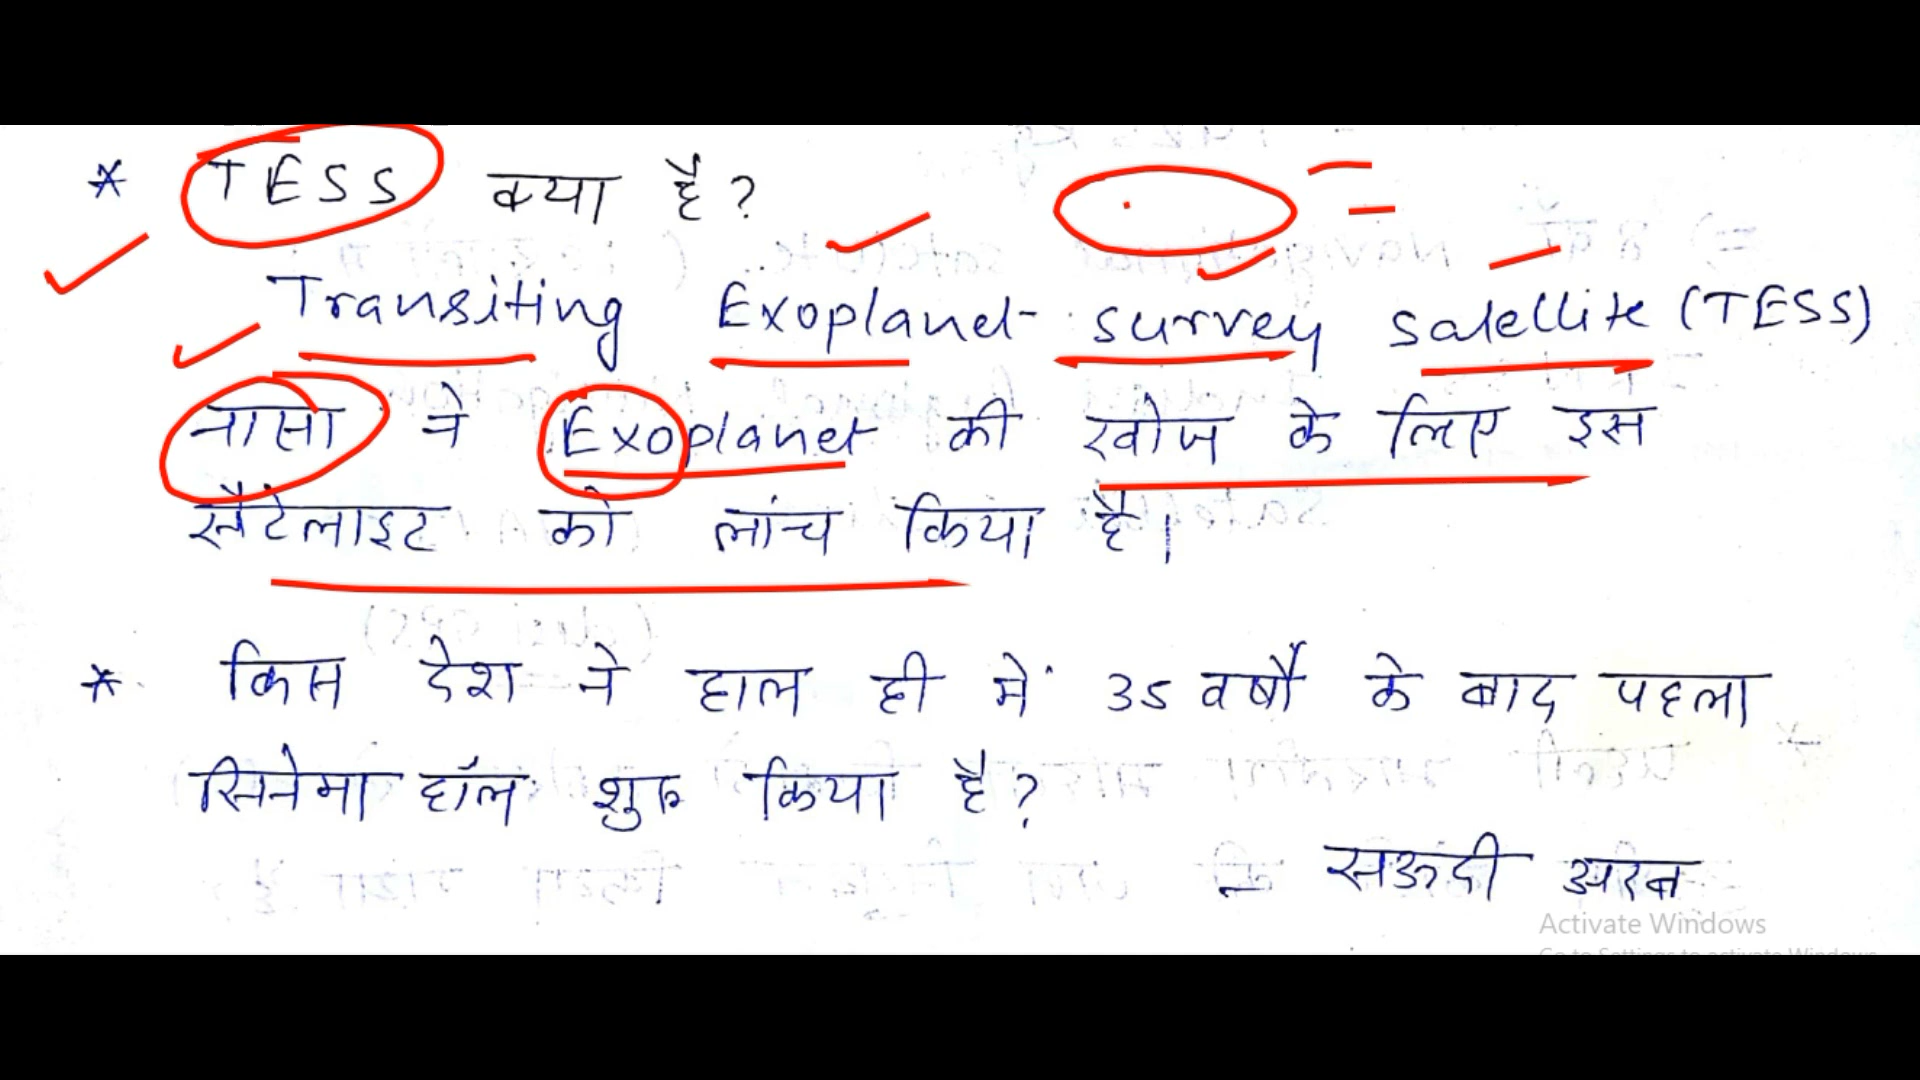 * TESS क्या है?
Transiting Exoplanet survey satellite (TESS)
नासा ने Exoplanet की खोज के लिए इस
सैटेलाइट को लांच किया है।
* किस देश ने हाल ही में 35 वर्षों के बाद पहला
सिनेमा हॉल शुरू किया है?
- सऊदी अरब
Activate Windows